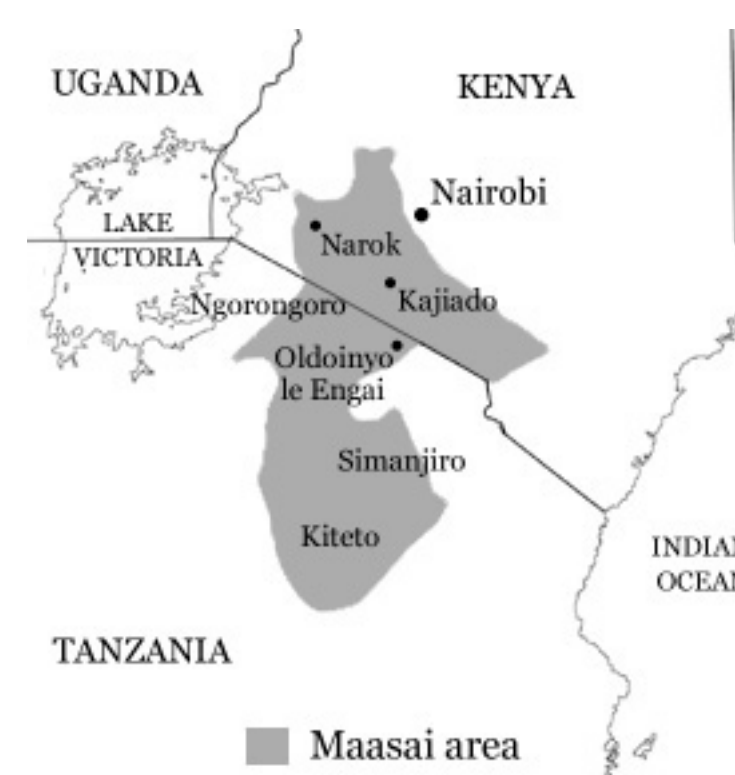 UGANDA
KENYA
Nairobi
LAKE
VICTORIA
Narok
Ngorongoro
Kajiado
Oldoinyo
le Engai
Simanjiro
Kiteto
INDIAN
OCEAN
TANZANIA
Maasai area